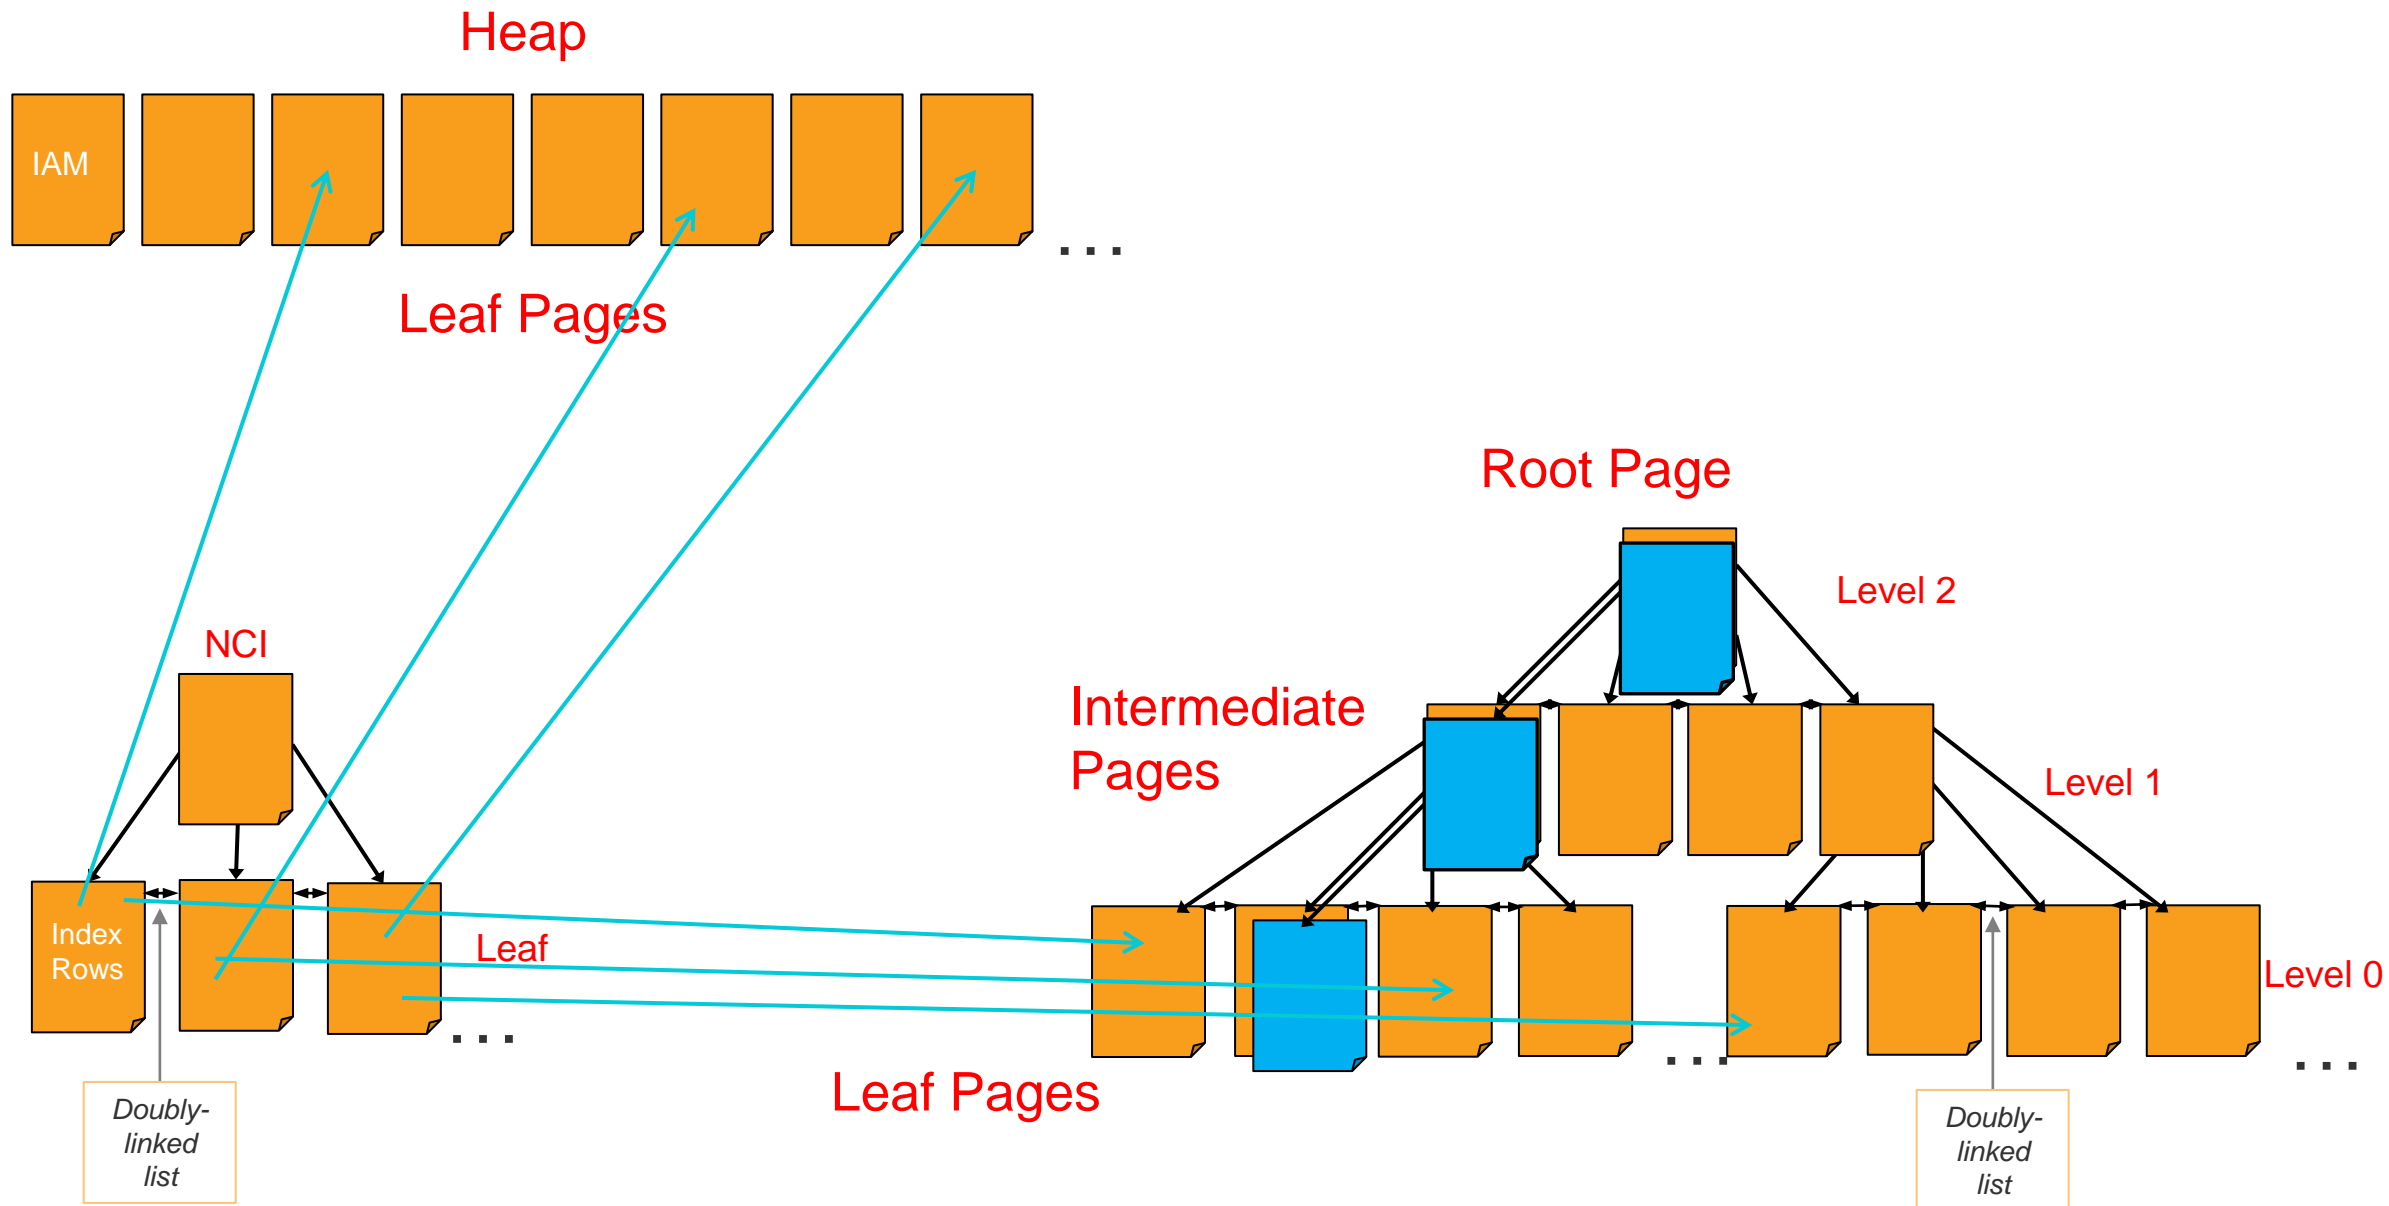 Heap
IAM
. . .
Leaf Pages
Root Page
Level 2
NCI
Intermediate
Pages
Level 1
Index
Rows
Leaf
Level 0
. . .
. . .
. . .
Leaf Pages
Doubly-
linked
list
Doubly-
linked
list